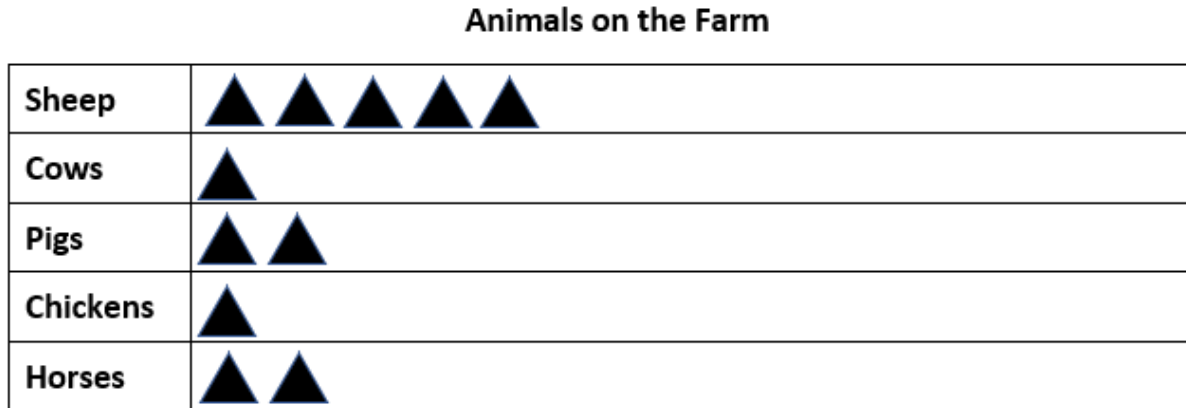 Animals on the Farm
Sheep
Cows
Pigs
Chickens
Horses